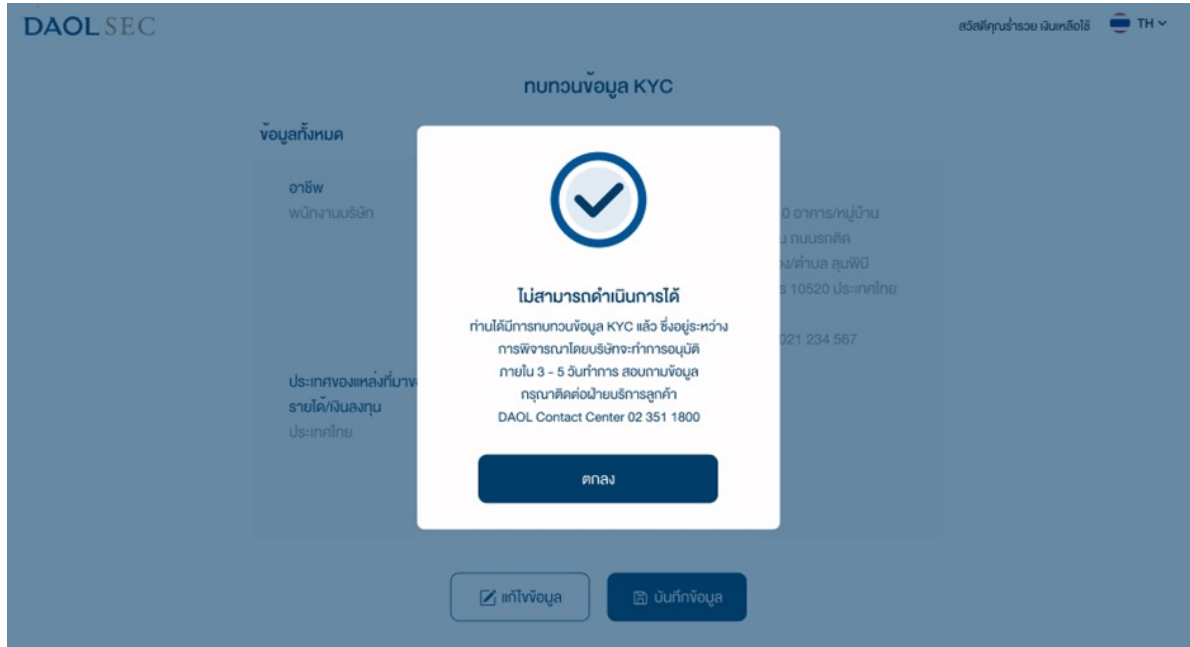 DAOL SEC
สวัสดีคุณร่ำรวย เงินเหลือใช้
TH
ทบทวนข้อมูล KYC
ข้อมูลทั้งหมด
อาชีพ
พนักงานบริษัท
0 อาคาร/หมู่บ้าน
น ถนนรถติด
ง/ตำบล ลุมพินี
ร 10520 ประเทศไทย
021 234 567
ประเทศของแหล่งที่มาข
รายได้/เงินลงทุน
ประเทศไทย
ไม่สามารถดำเนินการได้
ท่านได้มีการทบทวนข้อมูล KYC แล้ว ซึ่งอยู่ระหว่าง
การพิจารณาโดยบริษัทจะทำการอนุมัติ
ภายใน 3 - 5 วันทำการ สอบถามข้อมูล
กรุณาติดต่อฝ่ายบริการลูกค้า
DAOL Contact Center 02 351 1800
ตกลง
แก้ไขข้อมูล
บันทึกข้อมูล